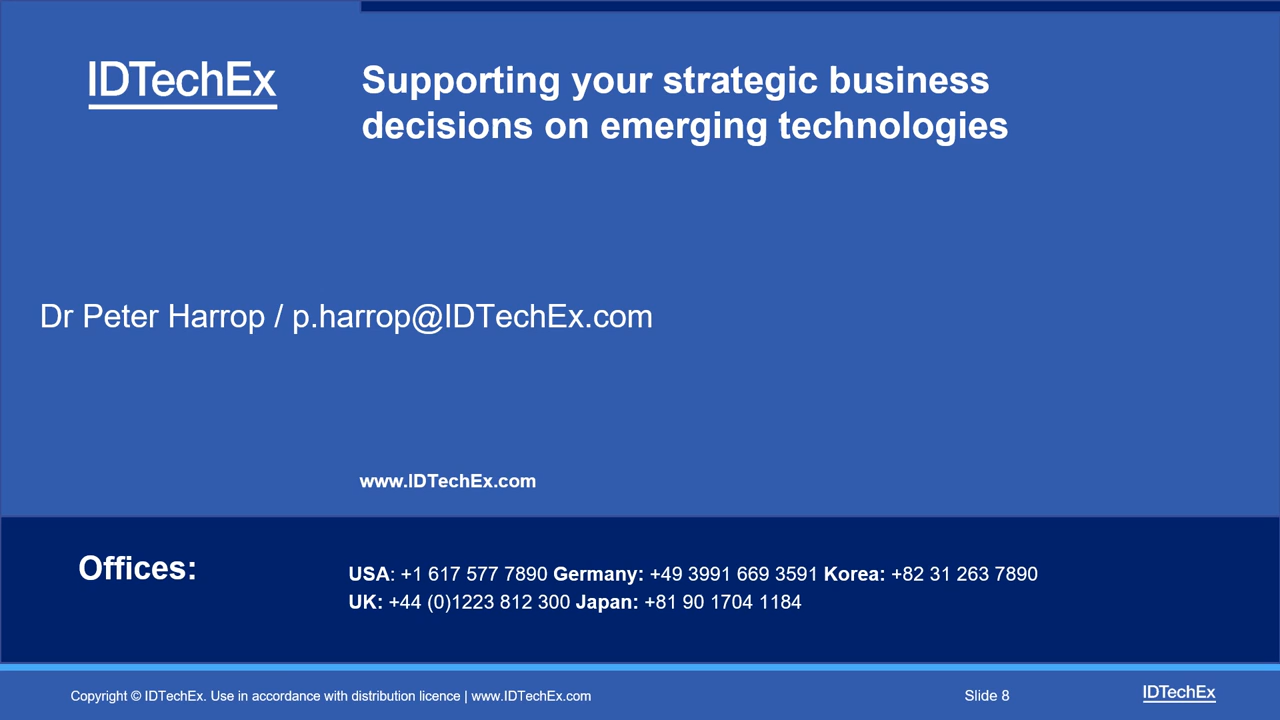 IDTechEx
Supporting your strategic business
decisions on emerging technologies
Dr Peter Harrop / p.harrop@IDTechEx.com
www.IDTechEx.com
Offices:
USA: +1 617 577 7890 Germany: +49 3991 669 3591 Korea: +82 31 263 7890
UK: +44 (0)1223 812 300 Japan: +81 90 1704 1184
Copyright © IDTechEx. Use in accordance with distribution licence | www.IDTechEx.com
Slide 8
IDTechEx